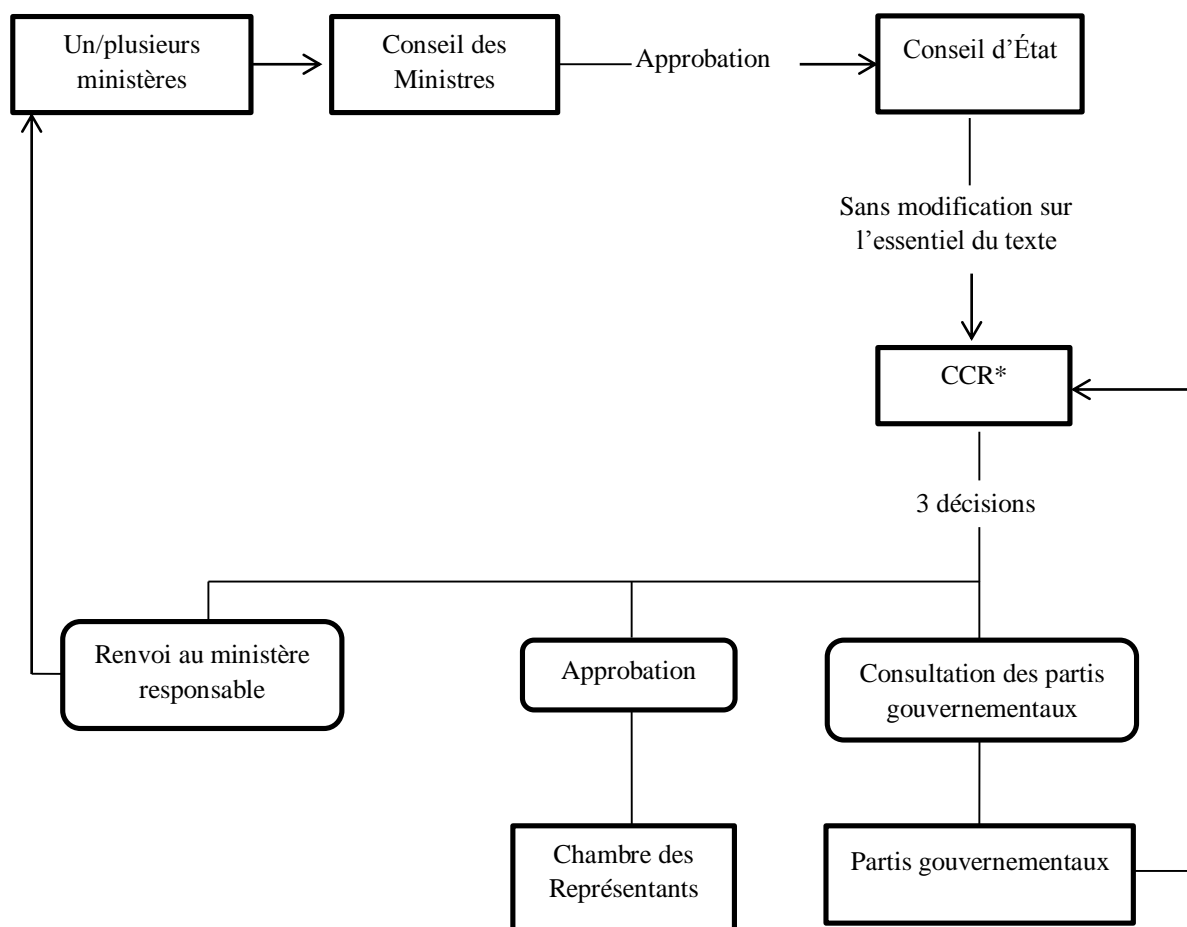 Un/plusieurs
ministères
Conseil des
Ministres
Approbation
Conseil d’État
Sans modification sur
l’essentiel du texte
CCR*
3 décisions
Renvoi au ministère
responsable
Approbation
Consultation des partis
gouvernementaux
Chambre des
Représentants
Partis gouvernementaux